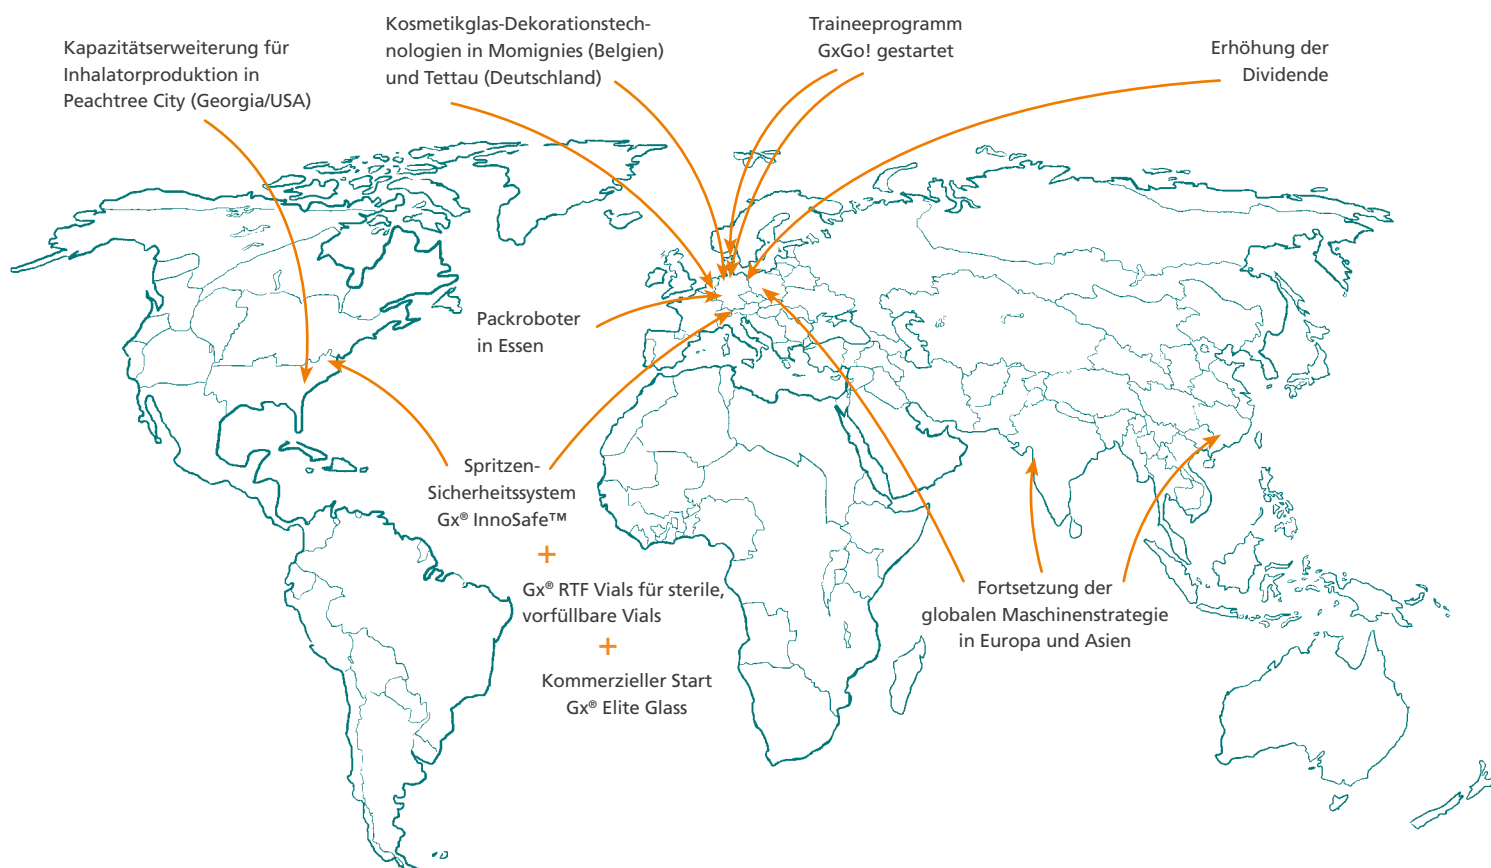 Kapazitätserweiterung für
Inhalatorproduktion in
Peachtree City (Georgia/USA)
Kosmetikglas-Dekorationstech-
nologien in Momignies (Belgien)
und Tettau (Deutschland)
Traineeprogramm
GxGo! gestartet
Erhöhung der
Dividende
Packroboter
in Essen
Spritzen-
Sicherheitssystem
Gx® InnoSafe™
+
Gx® RTF Vials für sterile,
vorfüllbare Vials
+
Kommerzieller Start
Gx® Elite Glass
Fortsetzung der
globalen Maschinenstrategie
in Europa und Asien